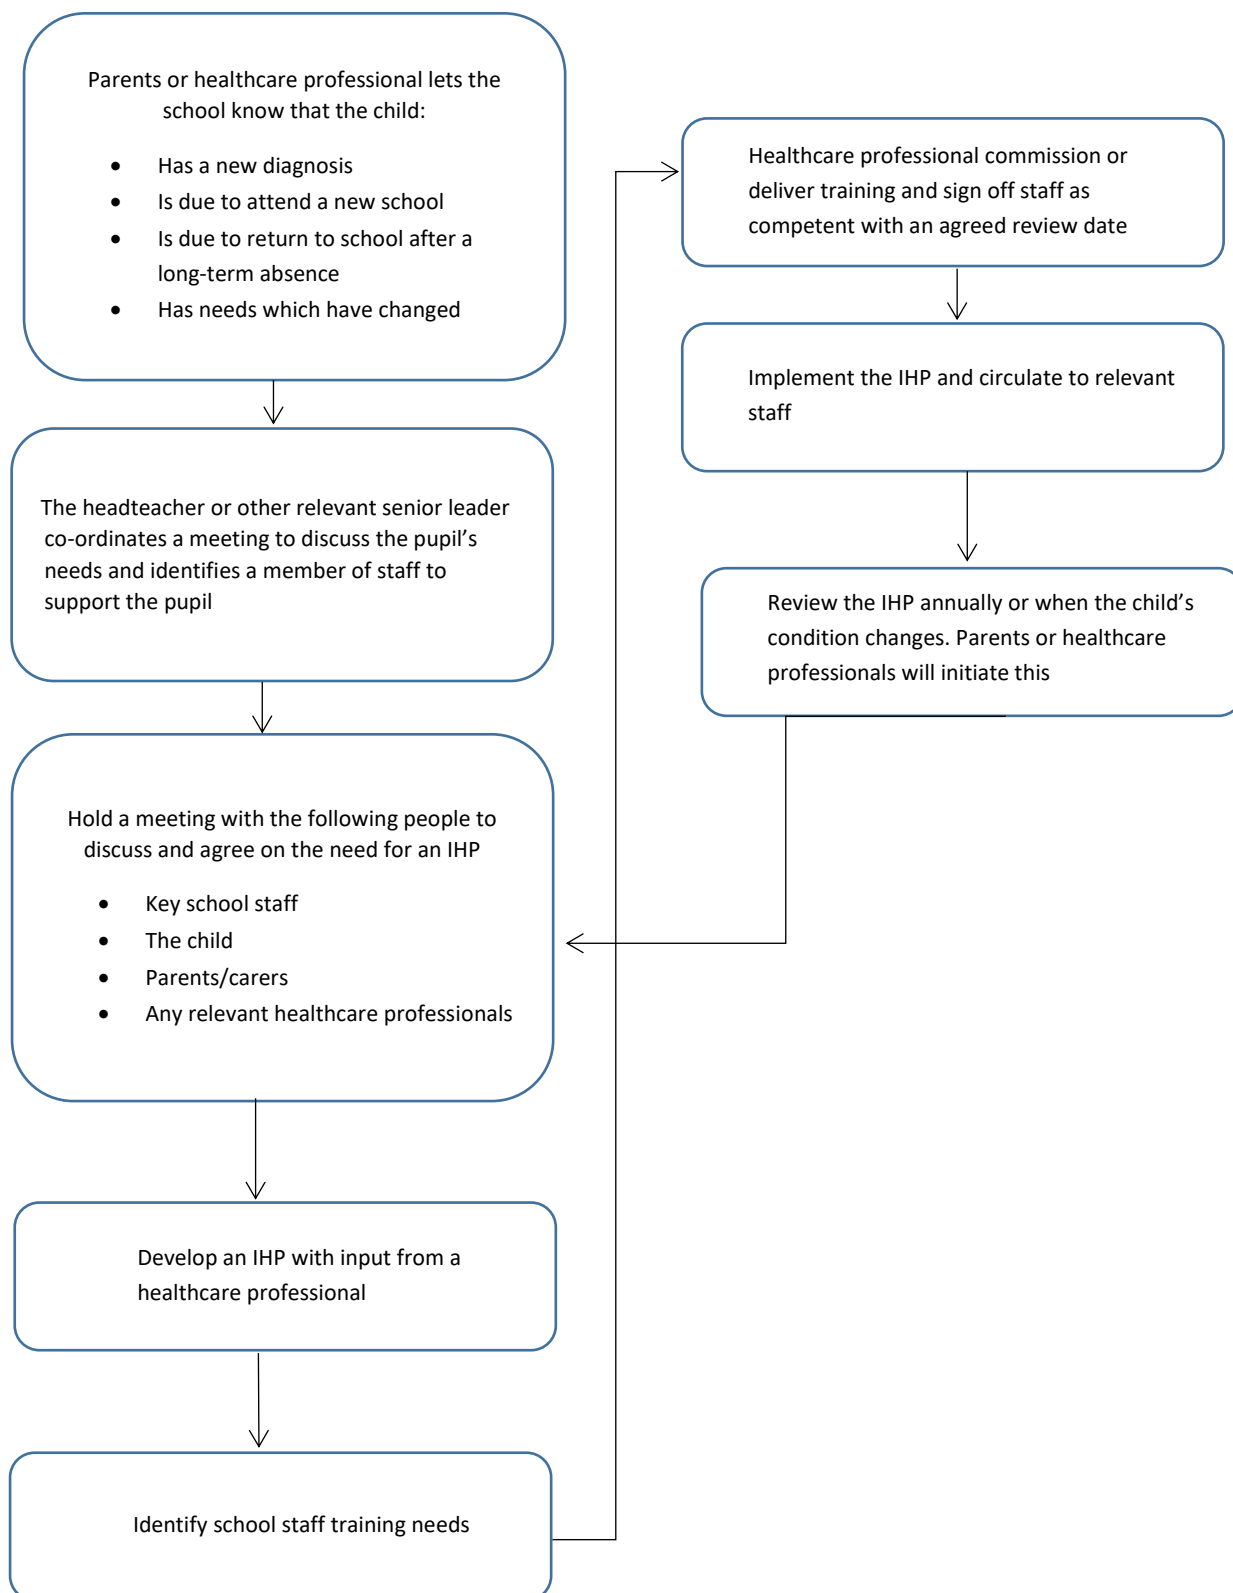 Parents or healthcare professional lets the
school know that the child:
• Has a new diagnosis
• Is due to attend a new school
• Is due to return to school after a
long-term absence
• Has needs which have changed
The headteacher or other relevant senior leader
co-ordinates a meeting to discuss the pupil’s
needs and identifies a member of staff to
support the pupil
Hold a meeting with the following people to
discuss and agree on the need for an IHP
• Key school staff
• The child
• Parents/carers
• Any relevant healthcare professionals
Develop an IHP with input from a
healthcare professional
Identify school staff training needs
Healthcare professional commission or
deliver training and sign off staff as
competent with an agreed review date
Implement the IHP and circulate to relevant
staff
Review the IHP annually or when the child’s
condition changes. Parents or healthcare
professionals will initiate this